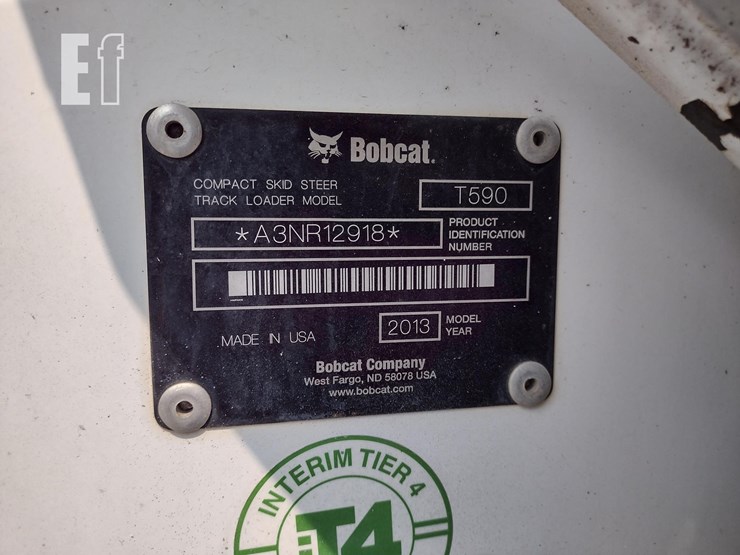 Ef
Bobcat.
COMPACT SKID STEER
TRACK LOADER MODEL
T590
*A3NR12918*
PRODUCT
IDENTIFICATION
NUMBER
MADE IN USA
2013
MODEL
YEAR
Bobcat Company
West Fargo, ND 58078 USA
www.bobcat.com
INTERIM TIER 4
T4